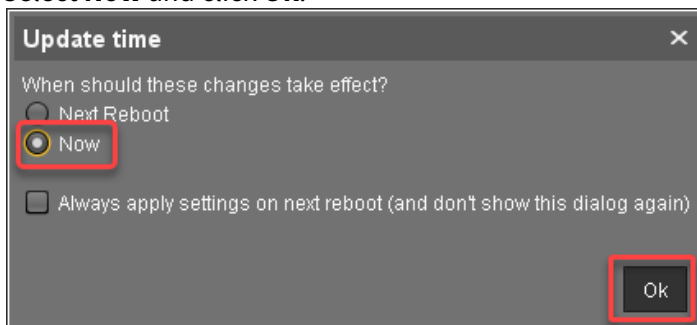 Select Now and click Ok.
Update time
When should these changes take effect?
Next Reboot
Now
Always apply settings on next reboot (and don't show this dialog again)
Ok